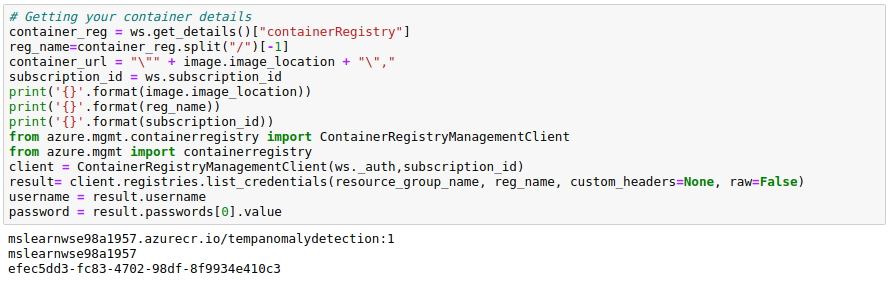 # Getting your container details
container_reg = ws.get_details()["containerRegistry"]
reg_name=container_reg.split("/")[-1]
container_url = "\"" + image.image_location + "\","
subscription_id = ws.subscription_id
print('{}'.format(image.image_location))
print('{}'.format(reg_name))
print('{}'.format(subscription_id))
from azure.mgmt.containerregistry import ContainerRegistryManagementClient
from azure.mgmt import containerregistry
client = ContainerRegistryManagementClient(ws._auth,subscription_id)
result= client.registries.list_credentials(resource_group_name, reg_name, custom_headers=None, raw=False)
username = result.username
password = result.passwords[0].value
mslearnwse98a1957.azurecr.io/tempanomalydetection:1
mslearnwse98a1957
efec5dd3-fc83-4702-98df-8f9934e410c3